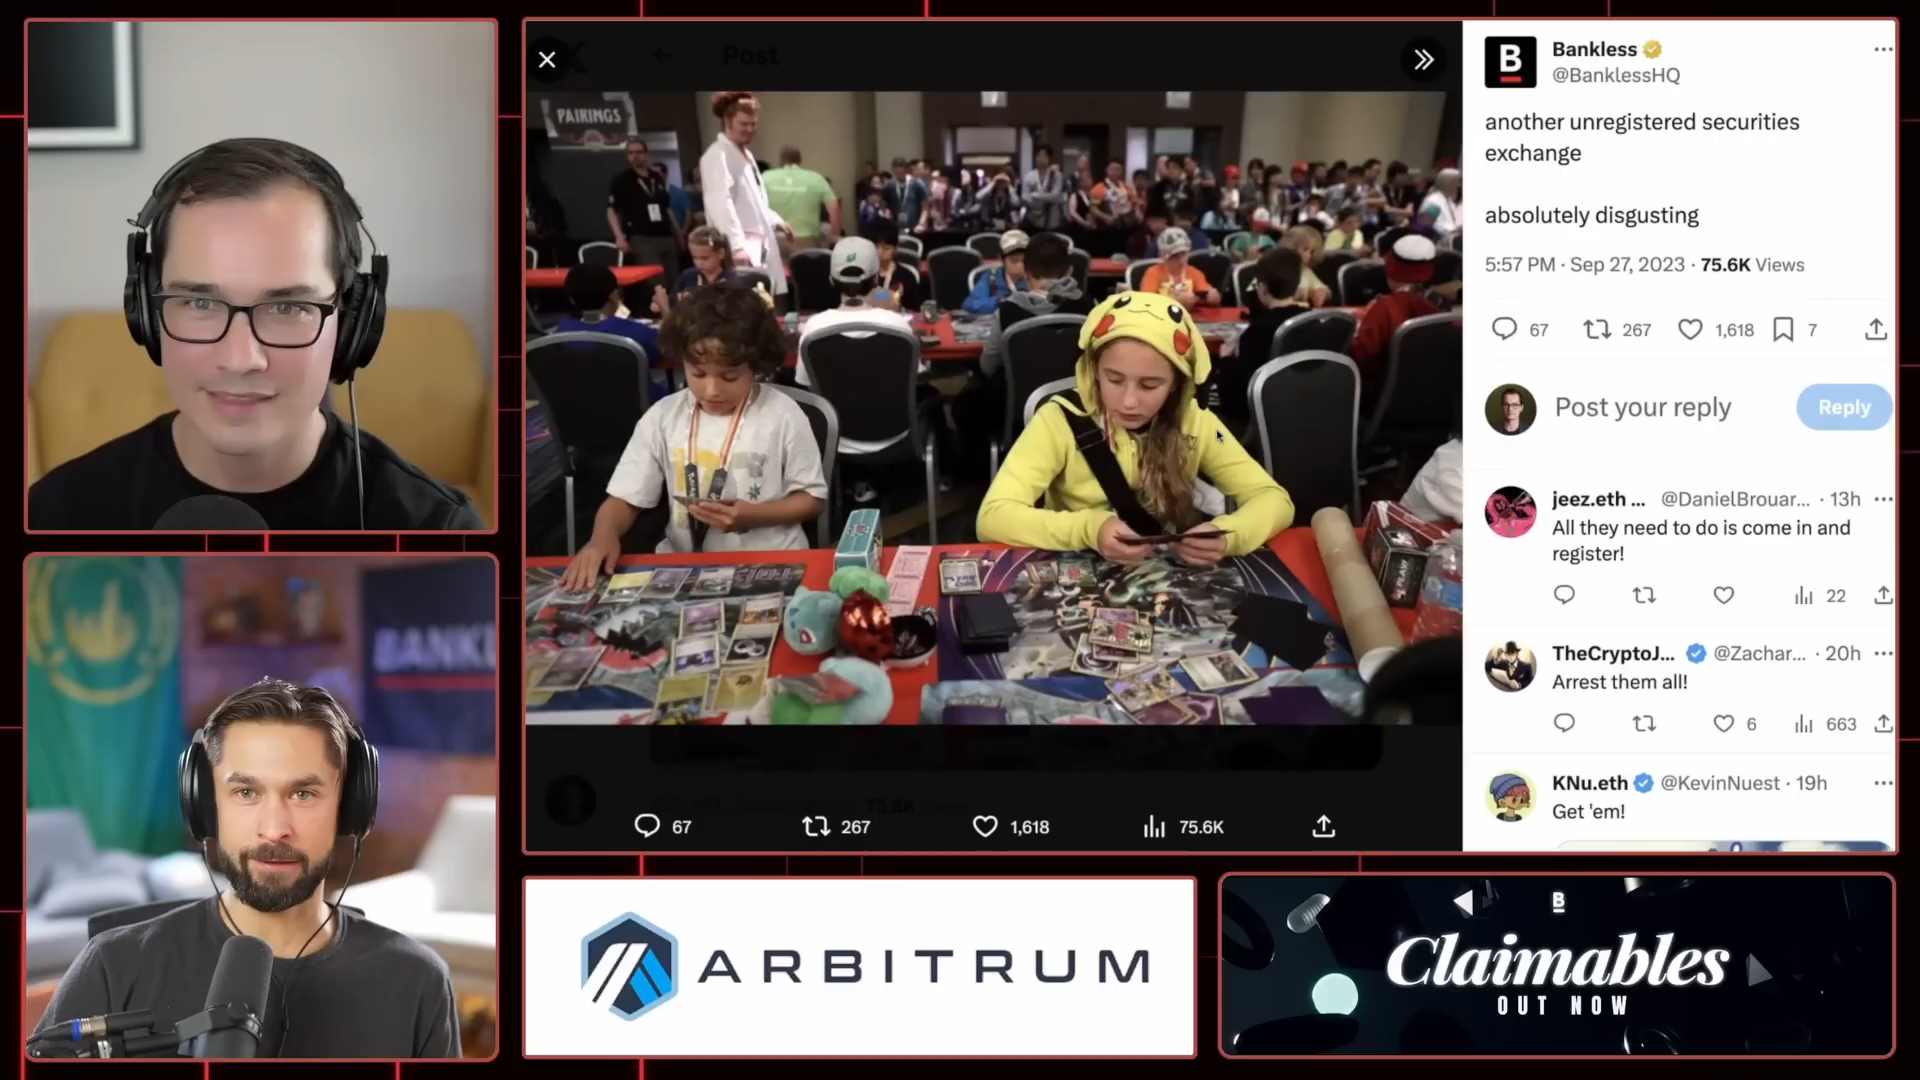 Post
PAIRINGS
67
267
1,618
75.6K
B
Bankless
@BanklessHQ
another unregistered securities
exchange
absolutely disgusting
5:57 PM · Sep 27, 2023 · 75.6K Views
67
267
1,618
7
Post your reply
Reply
jeez.eth ... @DanielBrouar... · 13h
All they need to do is come in and
register!
22
TheCryptoJ... @Zachar... · 20h
Arrest them all!
6
663
KNu.eth @KevinNuest · 19h
Get 'em!
BANKL
ARBITRUM
B
Claimables
OUT NOW